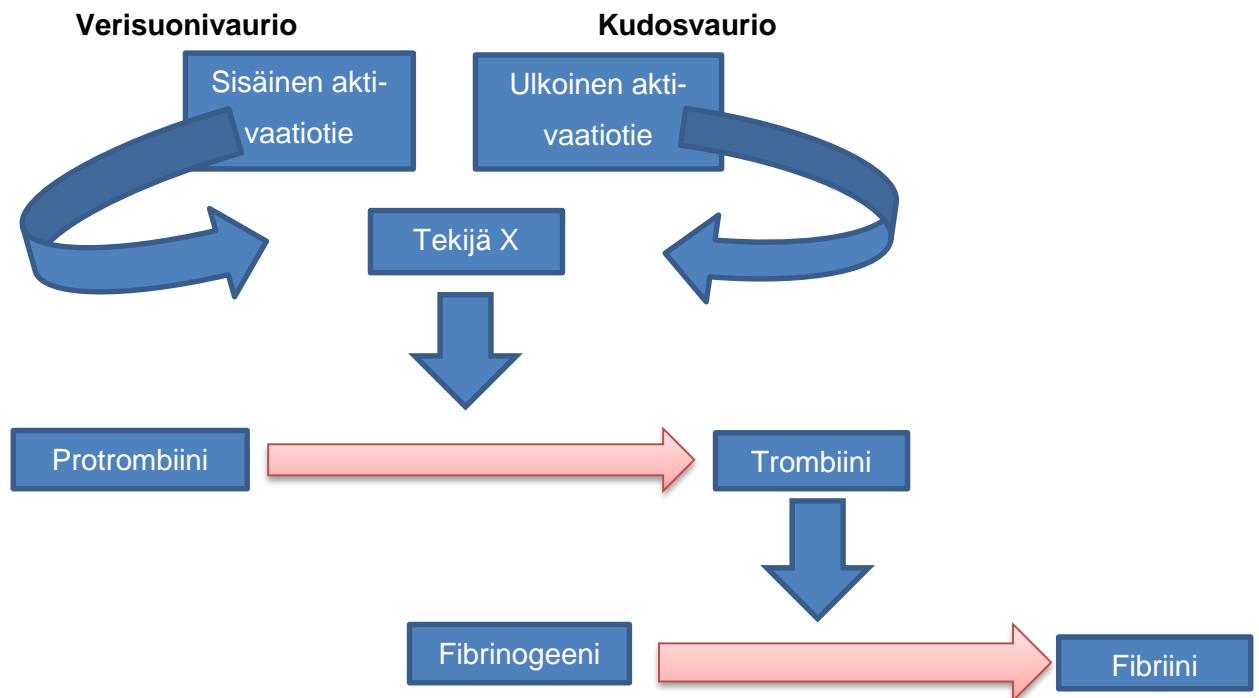 Verisuonivaurio
Kudosvaurio
Sisäinen akti-
vaatiotie
Ulkoinen akti-
vaatiotie
Tekijä X
Protrombiini
Trombiini
Fibrinogeeni
Fibriini